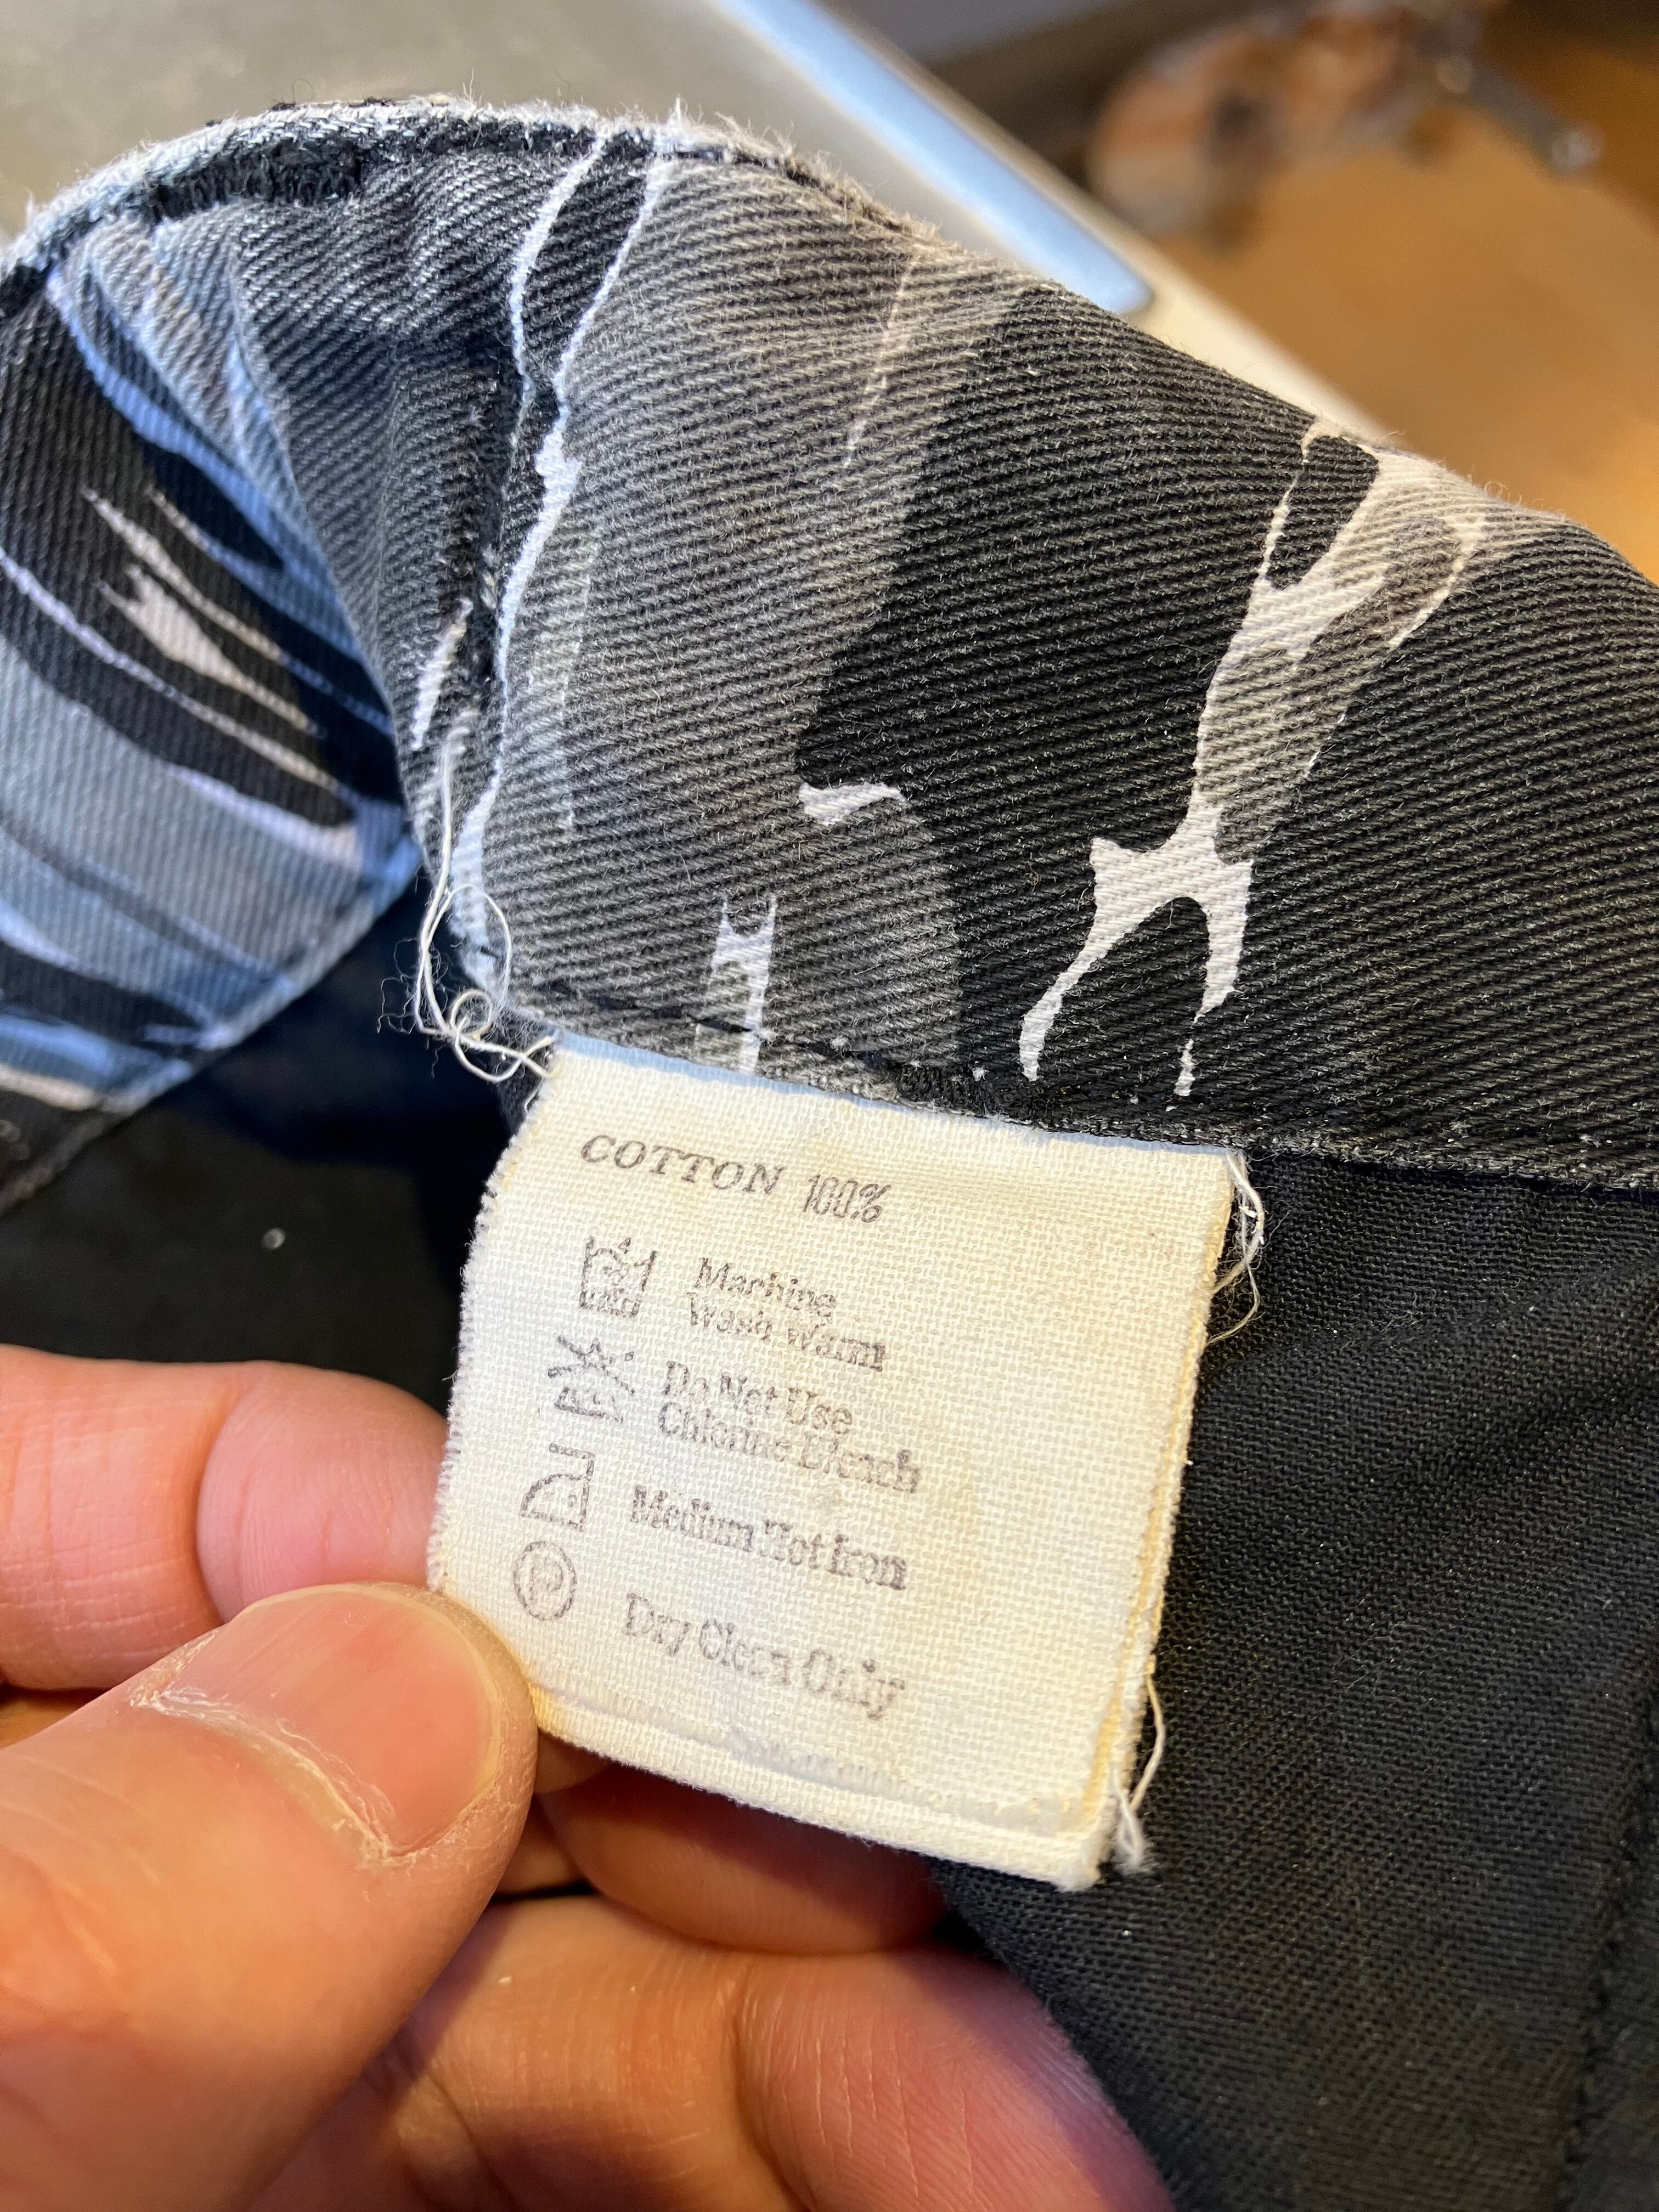 COTTON 100%
Machine
Wash Warm
Do Not Use
Chlorine Bleach
Medium Hot Iron
P Dry Clean Only